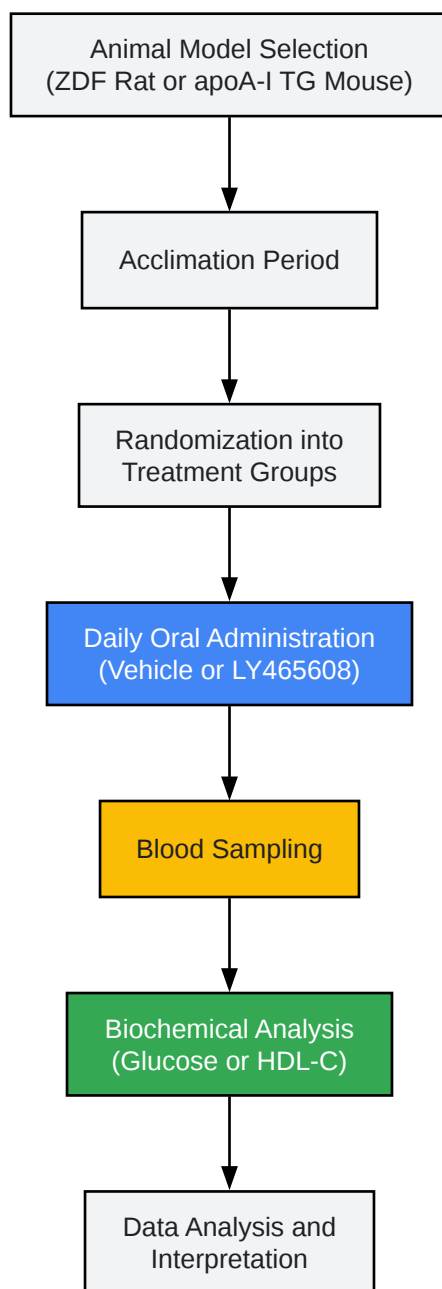 Animal Model Selection
(ZDF Rat or apoA-I TG Mouse)
Acclimation Period
Randomization into
Treatment Groups
Daily Oral Administration
(Vehicle or LY465608)
Blood Sampling
Biochemical Analysis
(Glucose or HDL-C)
Data Analysis and
Interpretation